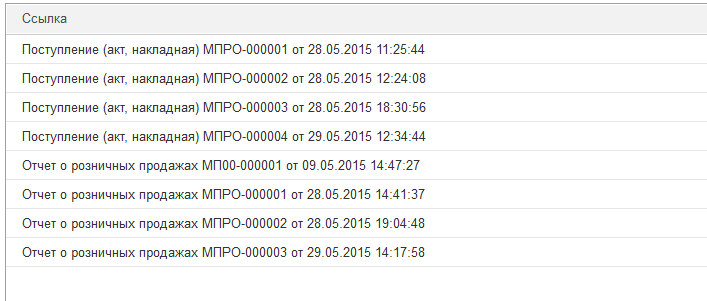 Ссылка
Поступление (акт, накладная) МПРО-000001 от 28.05.2015 11:25:44
Поступление (акт, накладная) МПРО-000002 от 28.05.2015 12:24:08
Поступление (акт, накладная) МПРО-000003 от 28.05.2015 18:30:56
Поступление (акт, накладная) МПРО-000004 от 29.05.2015 12:34:44
Отчет о розничных продажах МП00-000001 от 09.05.2015 14:47:27
Отчет о розничных продажах МПРО-000001 от 28.05.2015 14:41:37
Отчет о розничных продажах МПРО-000002 от 28.05.2015 19:04:48
Отчет о розничных продажах МПРО-000003 от 29.05.2015 14:17:58